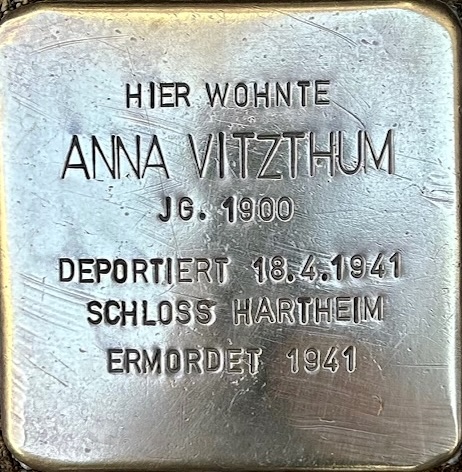 HIER WOHNTE
ANNA VITZTHUM
JG. 1900
DEPORTIERT 18.4.1941
SCHLOSS HARTHEIM
ERMORDET 1941